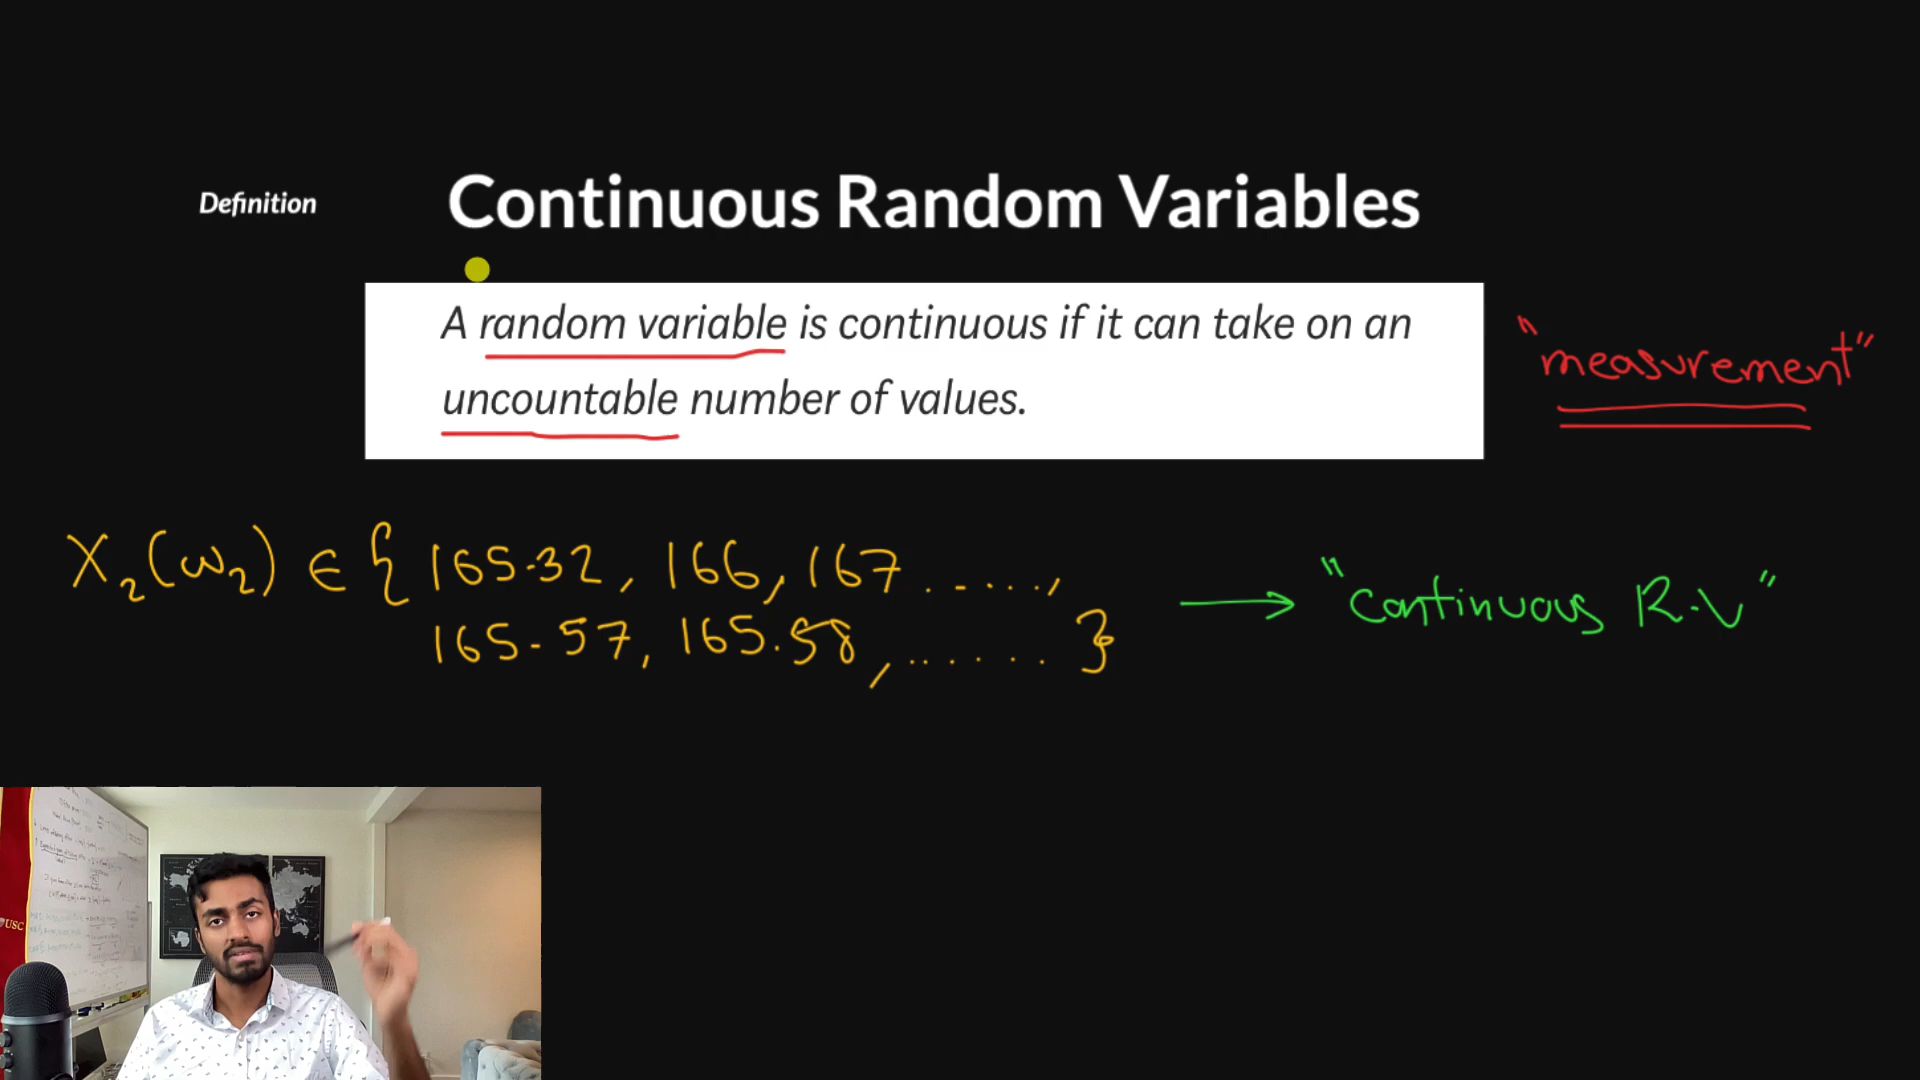 Definition
Continuous Random Variables
A random variable is continuous if it can take on an
uncountable number of values.
"measurement"
X₂(ω₂) ∈ { 165.32, 166, 167 ......,
165.57, 165.58, ...... }
→ "continuous R.V"
USC